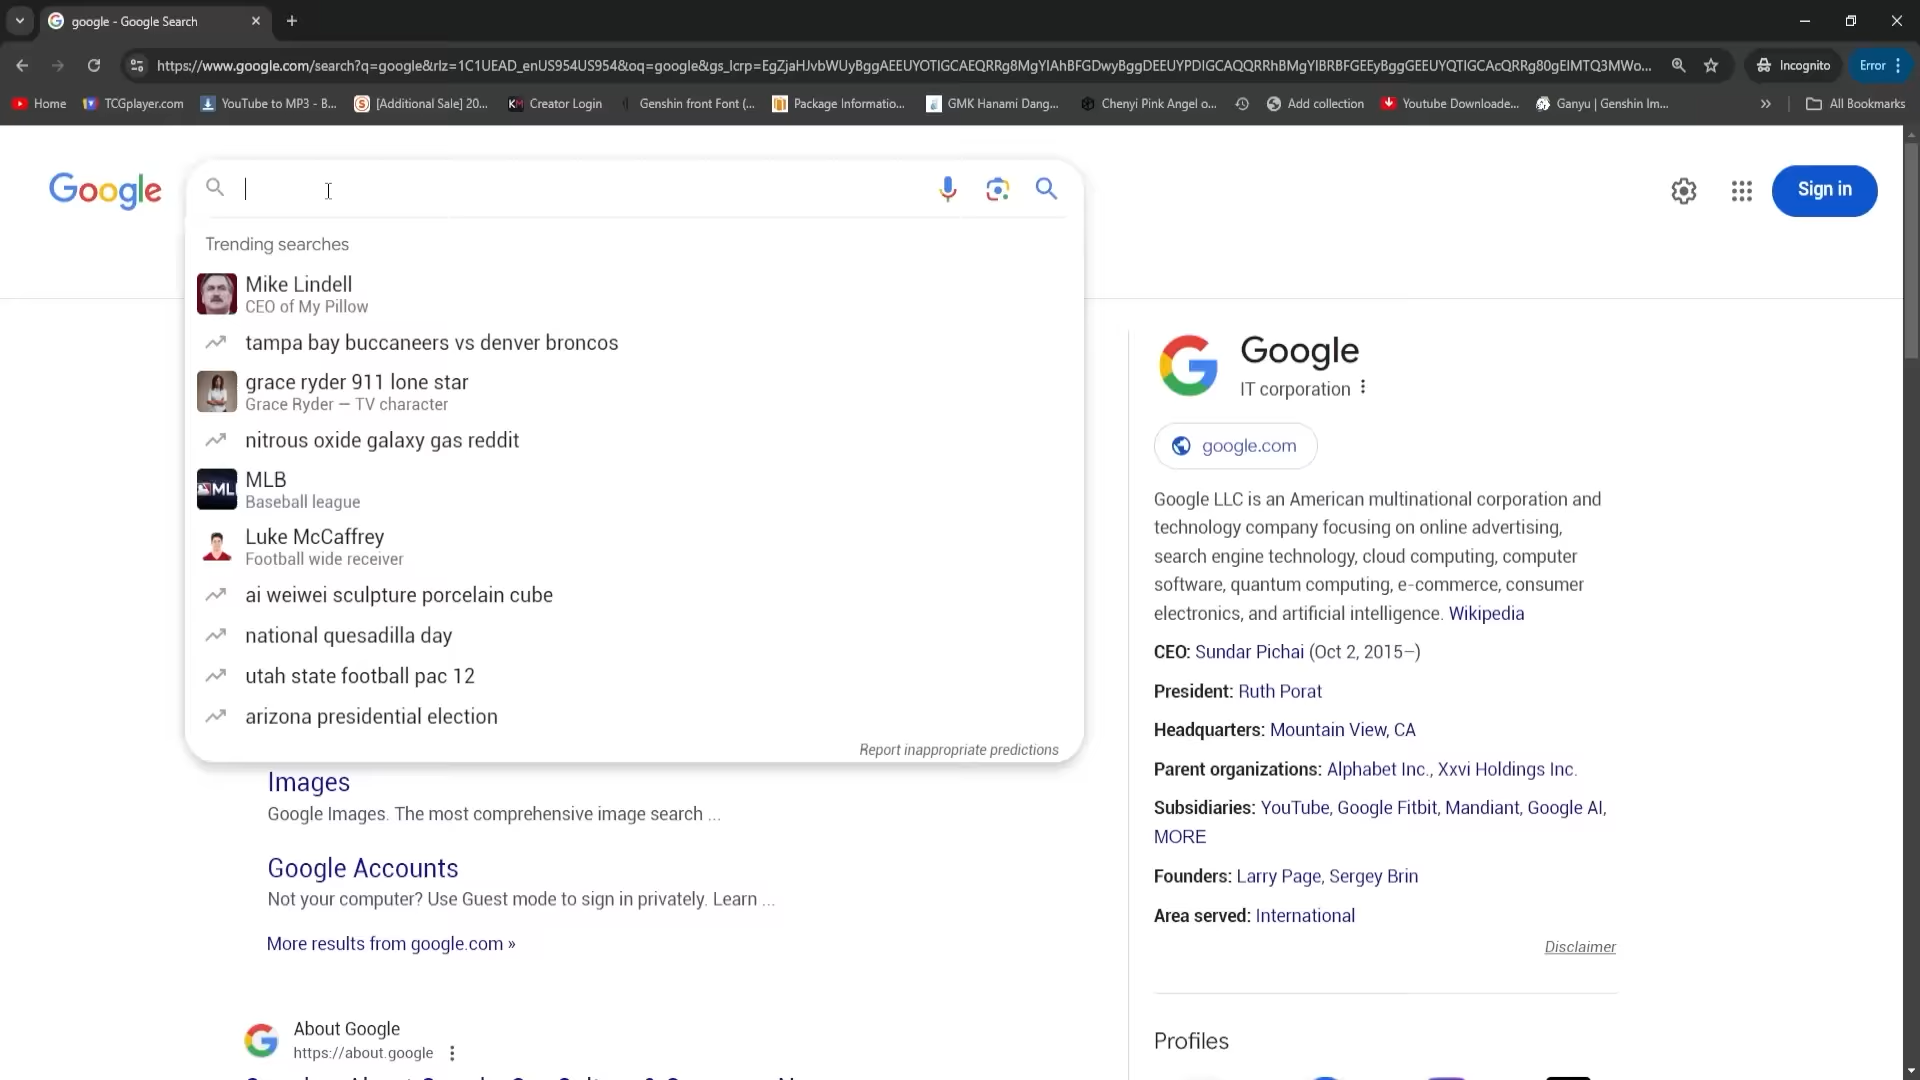 google - Google Search
https://www.google.com/search?q=google&rlz=1C1UEAD_enUS954US954&oq=google&gs_lcrp=EgZjaHJvbWUyBggAEEUYOTIGCAEQRRg8MgYIAhBFGDwyBggDEEUYPDIGCAQQRRhBMgYIBRBFGEEyBggGEEUYQTIGCAcQRRg80gEIMTQ3MWo...
Incognito
Error
Home
TCGplayer.com
YouTube to MP3 - B...
[Additional Sale] 20...
Creator Login
Genshin front Font (...
Package Informatio...
GMK Hanami Dang...
Chenyi Pink Angel o...
Add collection
Youtube Downloade...
Ganyu | Genshin Im...
All Bookmarks
Google
Sign in
Trending searches
Mike Lindell
CEO of My Pillow
tampa bay buccaneers vs denver broncos
grace ryder 911 lone star
Grace Ryder — TV character
nitrous oxide galaxy gas reddit
MLB
Baseball league
Luke McCaffrey
Football wide receiver
ai weiwei sculpture porcelain cube
national quesadilla day
utah state football pac 12
arizona presidential election
Report inappropriate predictions
Images
Google Images. The most comprehensive image search ...
Google Accounts
Not your computer? Use Guest mode to sign in privately. Learn ...
More results from google.com »
About Google
https://about.google
Google
IT corporation
google.com
Google LLC is an American multinational corporation and
technology company focusing on online advertising,
search engine technology, cloud computing, computer
software, quantum computing, e-commerce, consumer
electronics, and artificial intelligence. Wikipedia
CEO: Sundar Pichai (Oct 2, 2015–)
President: Ruth Porat
Headquarters: Mountain View, CA
Parent organizations: Alphabet Inc., Xxvi Holdings Inc.
Subsidiaries: YouTube, Google Fitbit, Mandiant, Google AI,
MORE
Founders: Larry Page, Sergey Brin
Area served: International
Disclaimer
Profiles